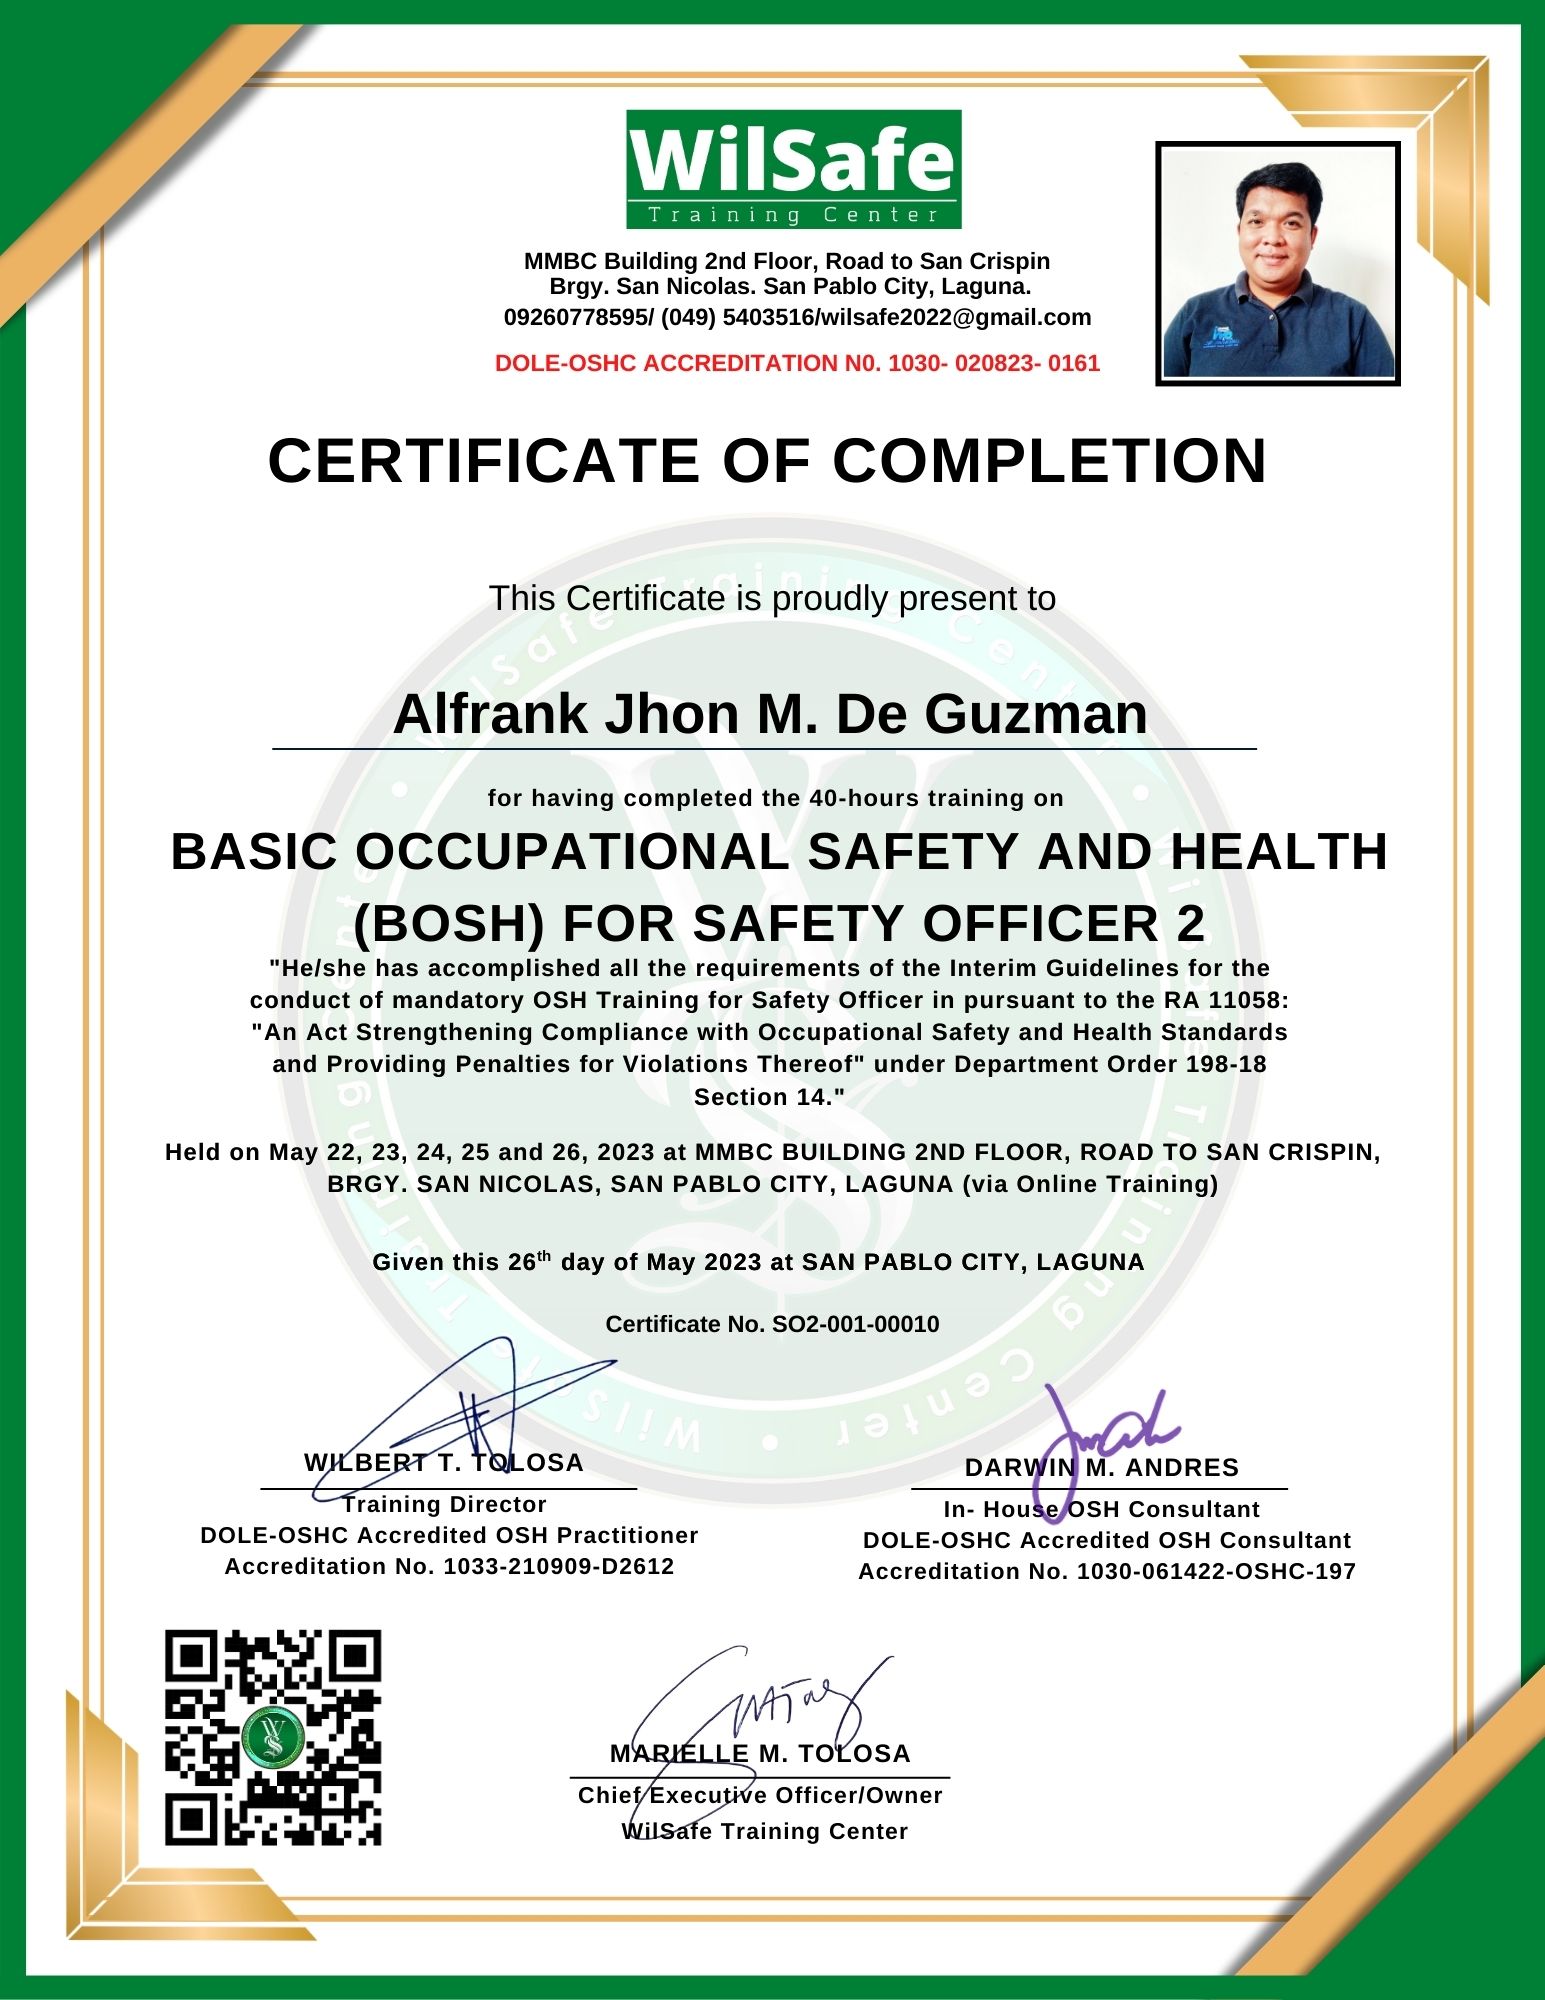 WilSafe
Training Center
MMBC Building 2nd Floor, Road to San Crispin
Brgy. San Nicolas. San Pablo City, Laguna.
09260778595/ (049) 5403516/wilsafe2022@gmail.com
DOLE-OSHC ACCREDITATION N0. 1030- 020823- 0161
CERTIFICATE OF COMPLETION
This Certificate is proudly present to
Alfrank Jhon M. De Guzman
for having completed the 40-hours training on
BASIC OCCUPATIONAL SAFETY AND HEALTH
(BOSH) FOR SAFETY OFFICER 2
"He/she has accomplished all the requirements of the Interim Guidelines for the
conduct of mandatory OSH Training for Safety Officer in pursuant to the RA 11058:
"An Act Strengthening Compliance with Occupational Safety and Health Standards
and Providing Penalties for Violations Thereof" under Department Order 198-18
Section 14."
Held on May 22, 23, 24, 25 and 26, 2023 at MMBC BUILDING 2ND FLOOR, ROAD TO SAN CRISPIN,
BRGY. SAN NICOLAS, SAN PABLO CITY, LAGUNA (via Online Training)
Given this 26th day of May 2023 at SAN PABLO CITY, LAGUNA
Certificate No. SO2-001-00010
WilSafe Training Center • WilSafe Training Center • WilSafe Training Center •
WILBERT T. TOLOSA
Training Director
DOLE-OSHC Accredited OSH Practitioner
Accreditation No. 1033-210909-D2612
DARWIN M. ANDRES
In- House OSH Consultant
DOLE-OSHC Accredited OSH Consultant
Accreditation No. 1030-061422-OSHC-197
MARIELLE M. TOLOSA
Chief Executive Officer/Owner
WilSafe Training Center